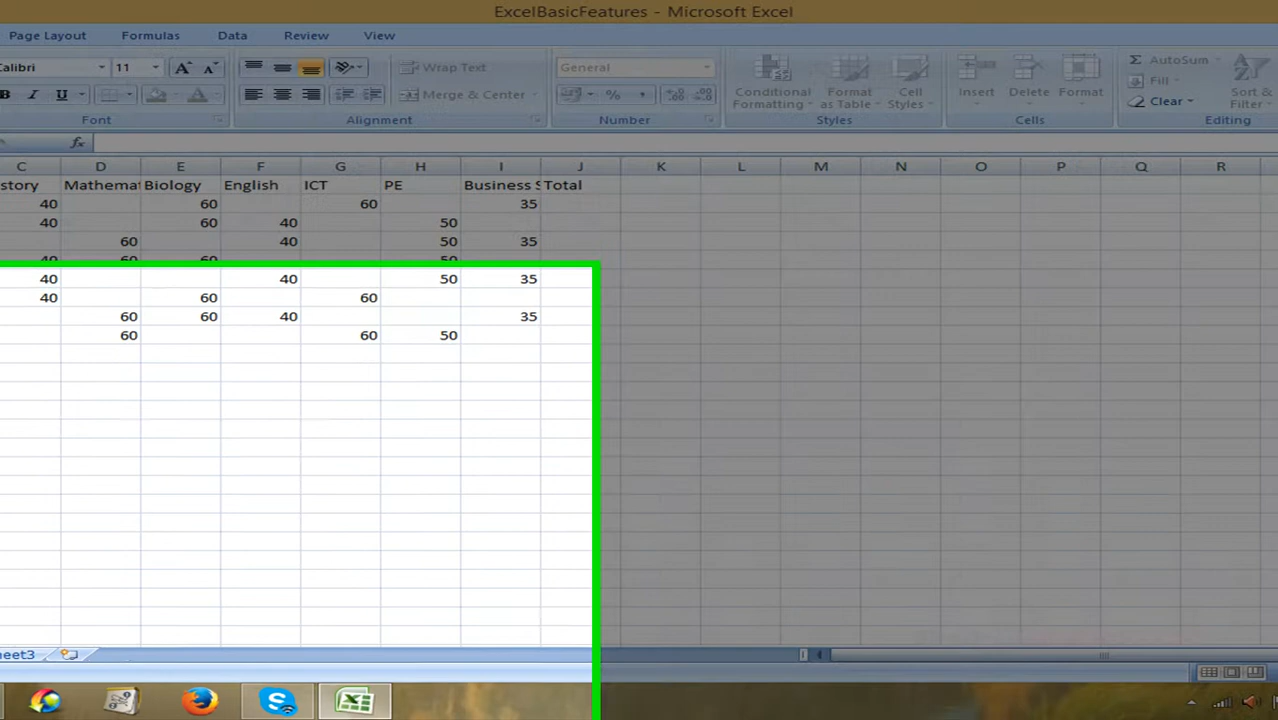 ExcelBasicFeatures - Microsoft Excel
Page Layout Formulas Data Review View
Calibri 11 A A Wrap Text General Conditional Formatting Format as Table Cell Styles Insert Delete Format Σ AutoSum Fill Clear Sort & Filter
B I U A Merge & Center % ,
Font Alignment Number Styles Cells Editing
fx
C D E F G H I J K L M N O P Q R
story Mathemat Biology English ICT PE Business S Total
40 60 60 35
40 60 40 50
60 40 50 35
40 60 60 50
40 40 50 35
40 60 60
60 60 40 35
60 60 50
heet3